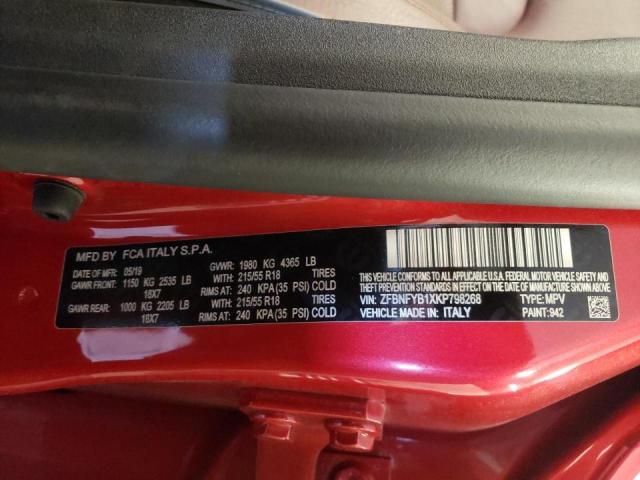 MFD BY FCA ITALY S.P.A.
DATE OF MFR: 05/19 GVWR: 1980 KG 4365 LB
GAWR FRONT: 1150 KG 2535 LB 215/55 R18 TIRES
18X7 RIMS AT: 240 KPA(35 PSI) COLD
GAWR REAR: 1000 KG 2205 LB 215/55 R18 TIRES
18X7 RIMS AT: 240 KPA(35 PSI) COLD
THIS VEHICLE CONFORMS TO ALL APPLICABLE U.S.A. FEDERAL
MOTOR VEHICLE SAFETY, BUMPER, AND THEFT PREVENTION STANDARDS IN EFFECT ON THE DATE OF MANUFACTURE SHOWN ABOVE.
VIN: ZFBNFYB1XKP798268 TYPE: MPV
VEHICLE MADE IN: ITALY PAINT:942